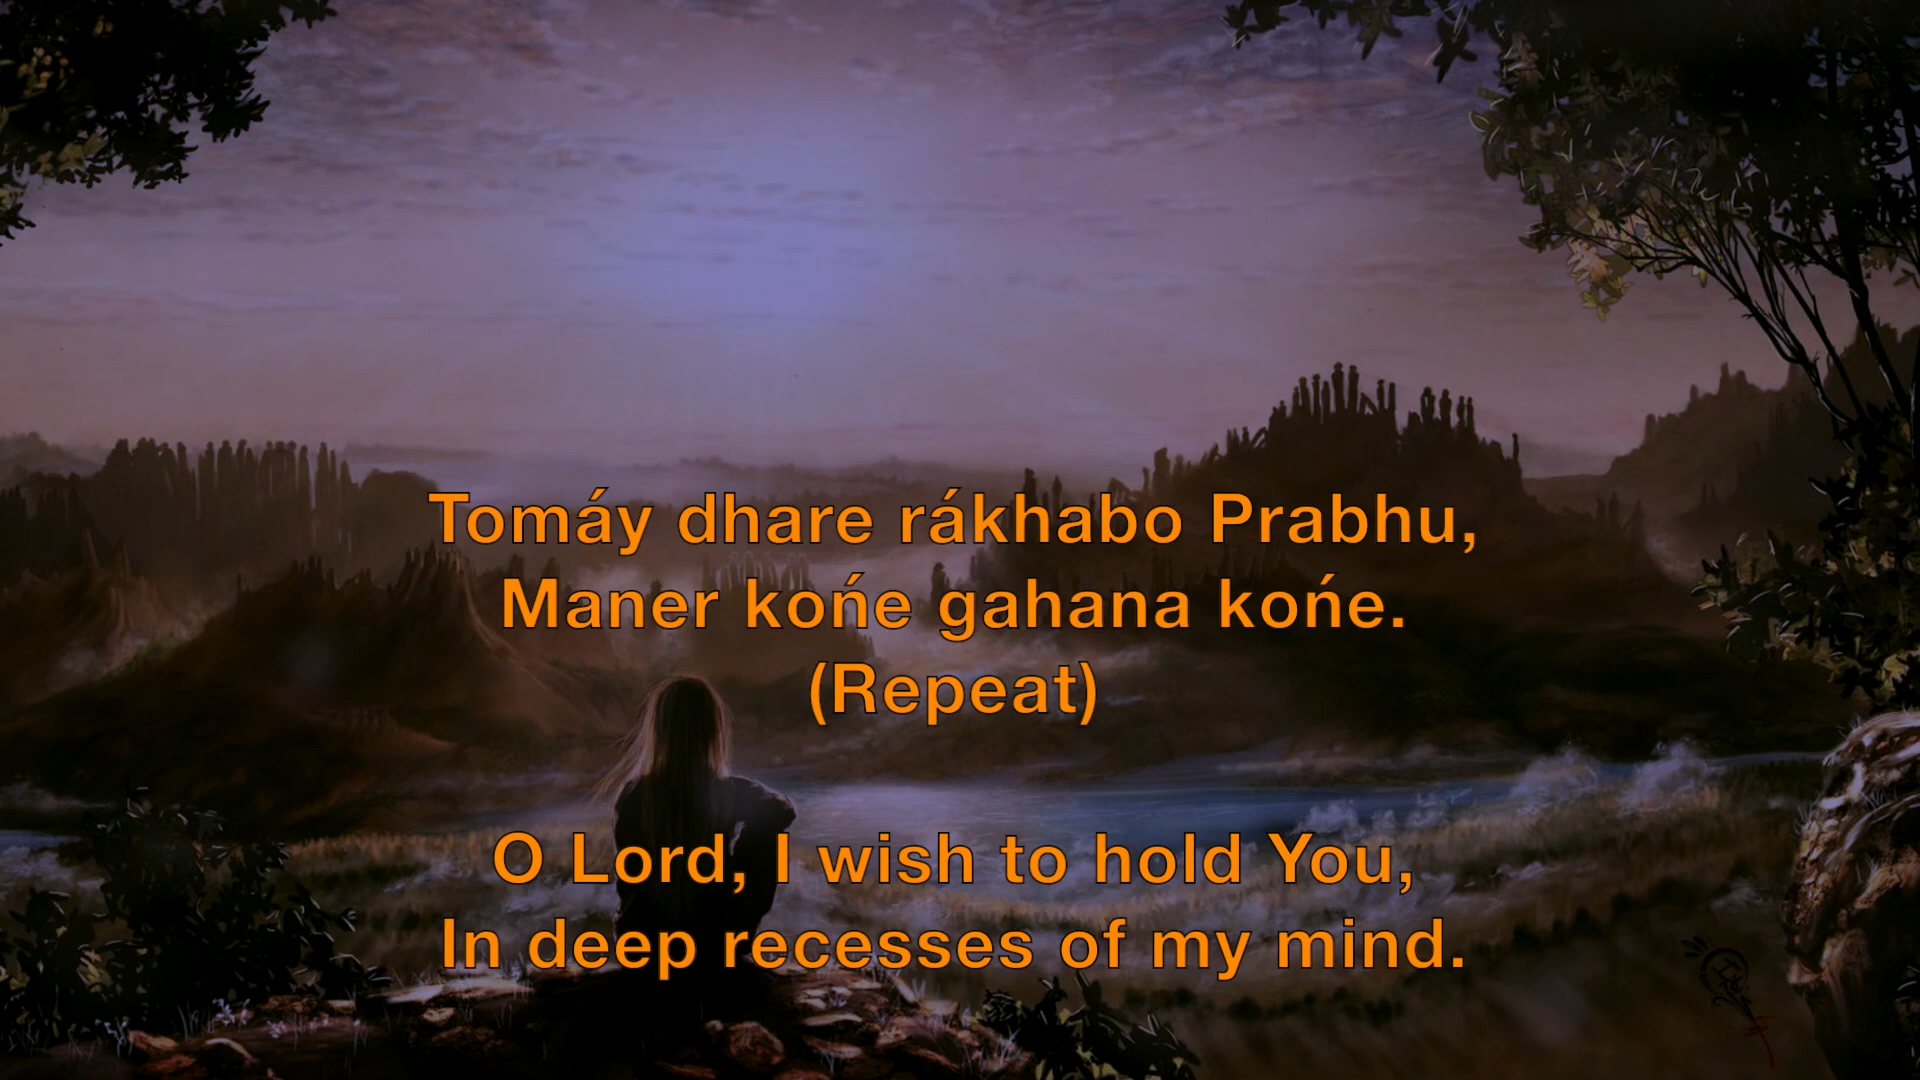 Tomáy dhare rákhabo Prabhu,
Maner końe gahana końe.
(Repeat)
O Lord, I wish to hold You,
In deep recesses of my mind.